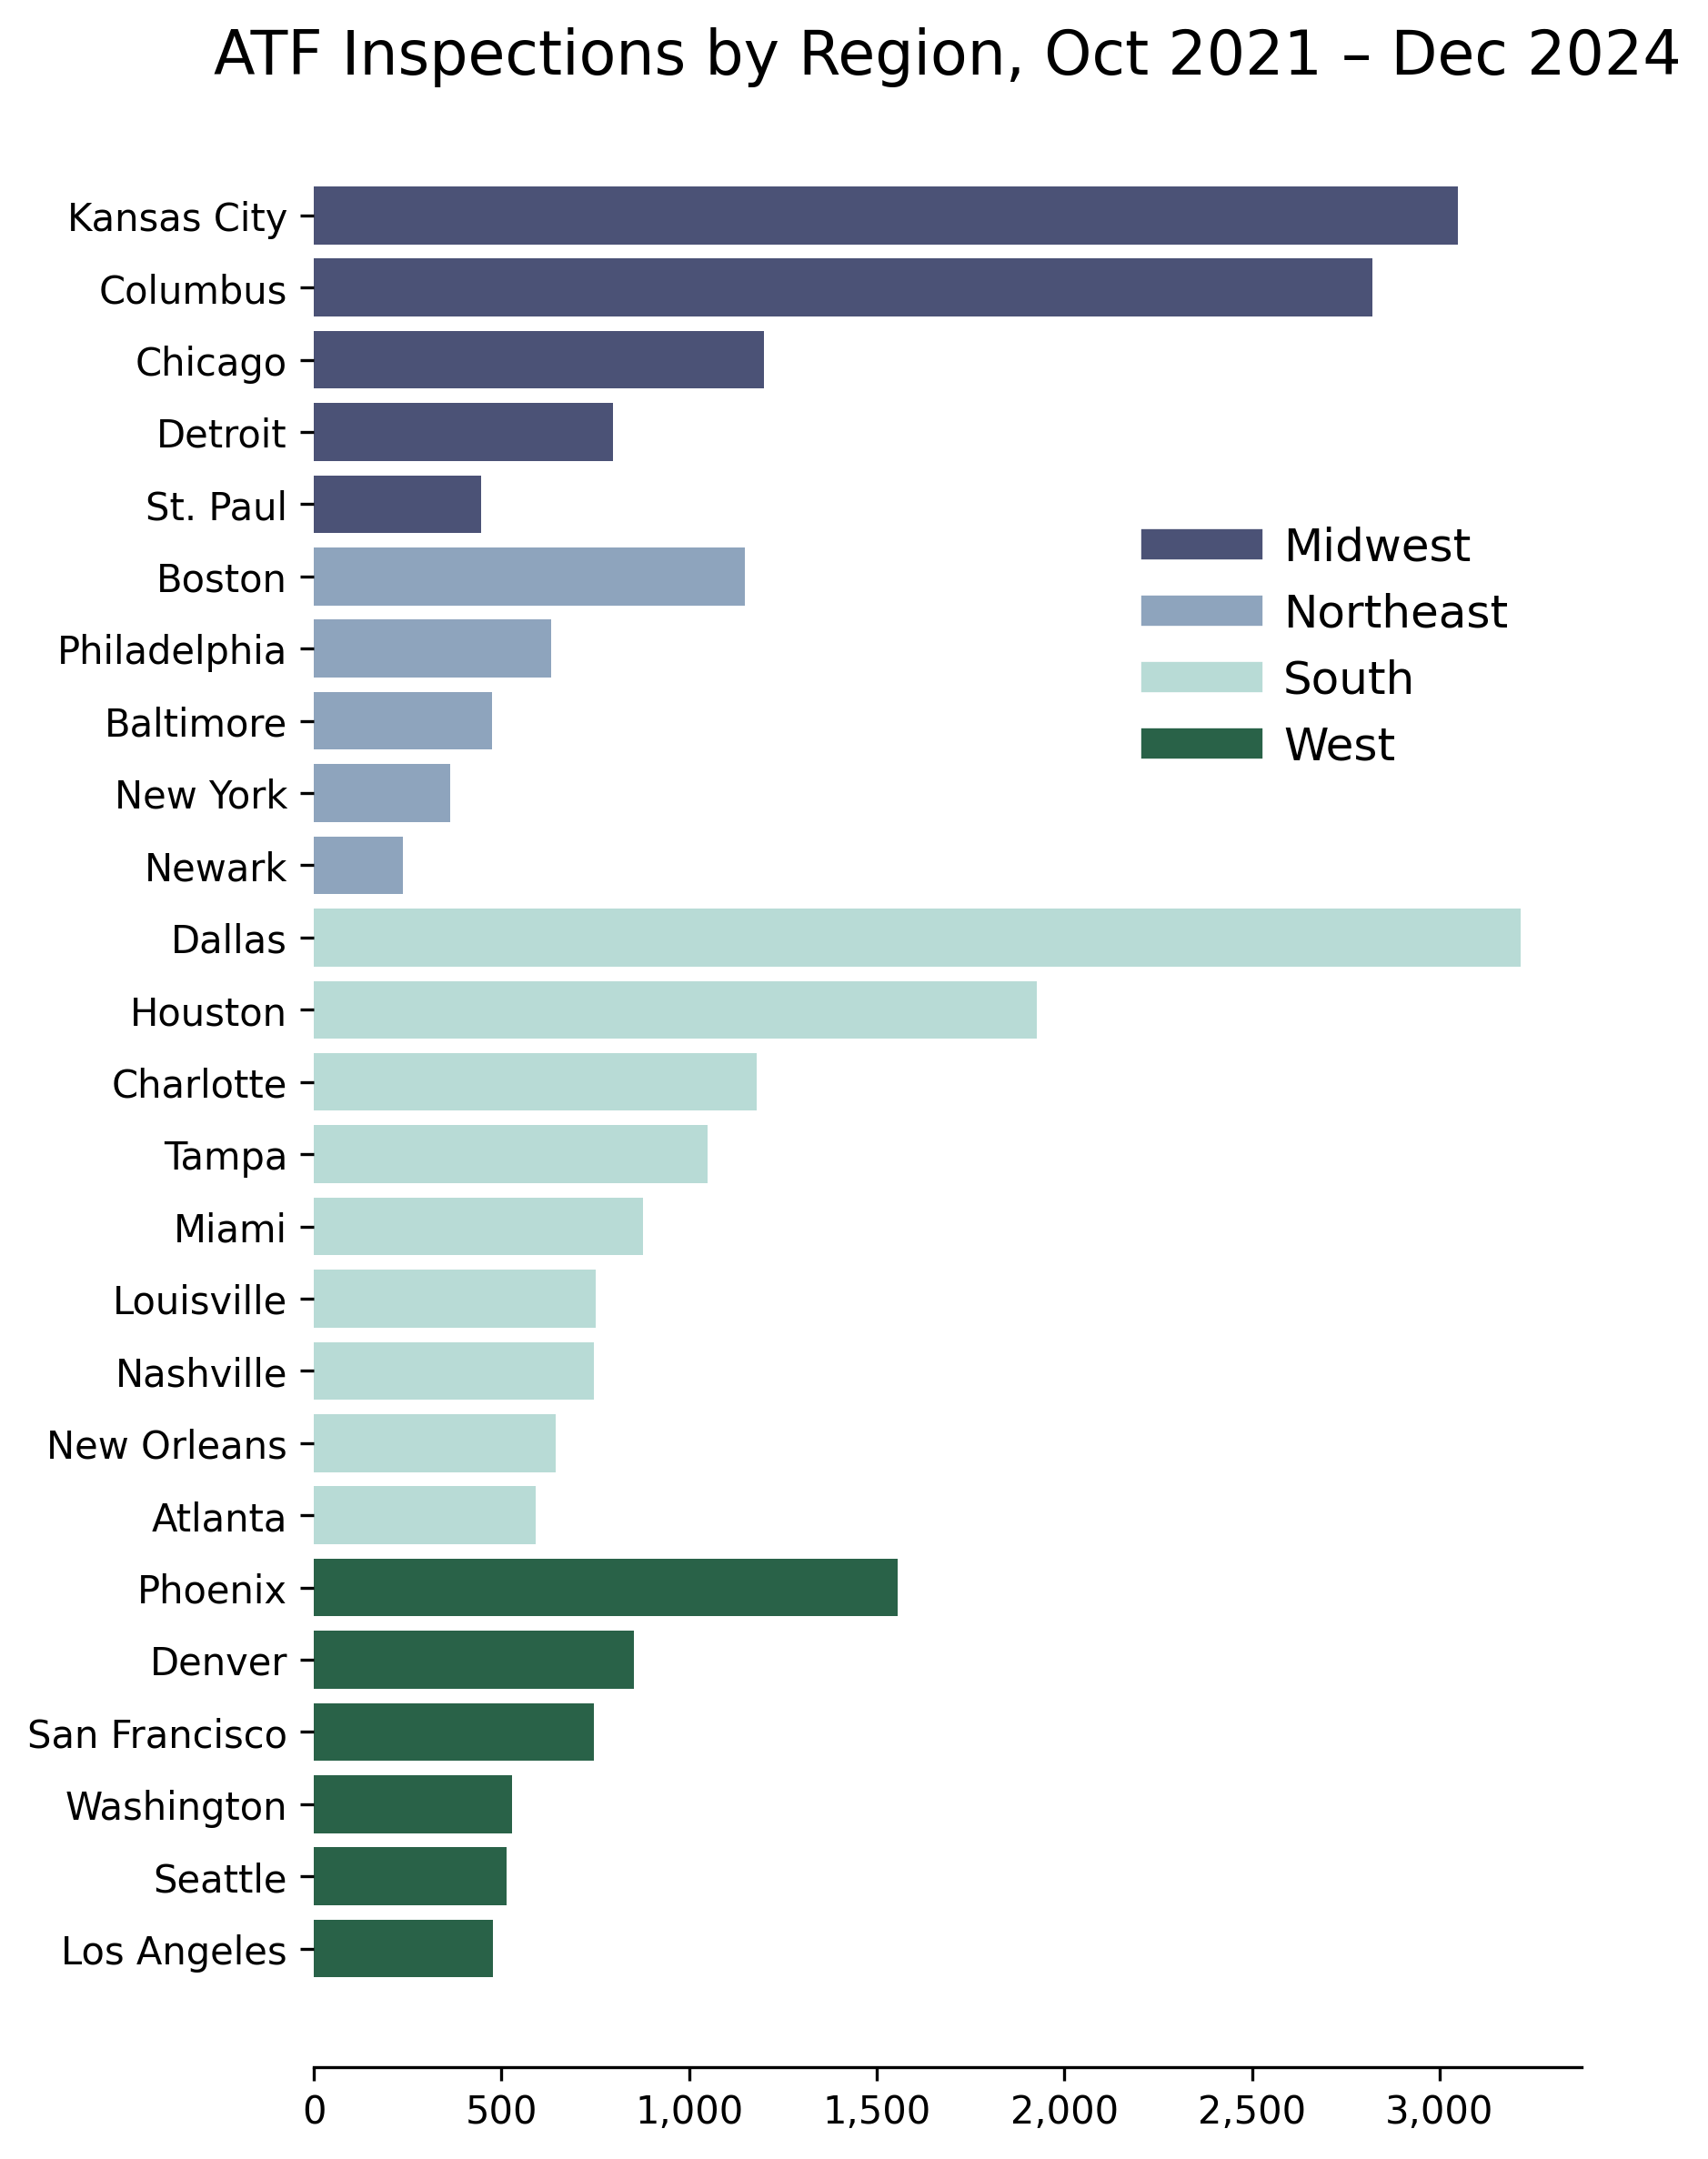 ATF Inspections by Region, Oct 2021 – Dec 2024
Kansas City
Columbus
Chicago
Detroit
St. Paul
Boston
Philadelphia
Baltimore
New York
Newark
Dallas
Houston
Charlotte
Tampa
Miami
Louisville
Nashville
New Orleans
Atlanta
Phoenix
Denver
San Francisco
Washington
Seattle
Los Angeles
Midwest
Northeast
South
West
0 500 1,000 1,500 2,000 2,500 3,000